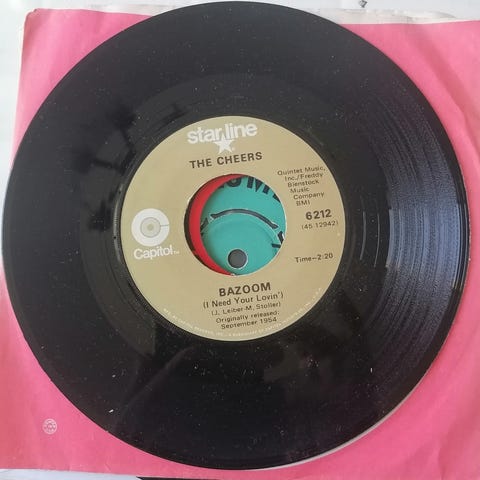 starline
THE CHEERS
Quintet Music,
Inc./Freddy
Bienstock
Music
Company.
BMI
6212
(45-12942)
Time-2:20
Capitol™
BAZOOM
(I Need Your Lovin')
(J. Leiber-M. Stoller)
Originally released:
September 1954